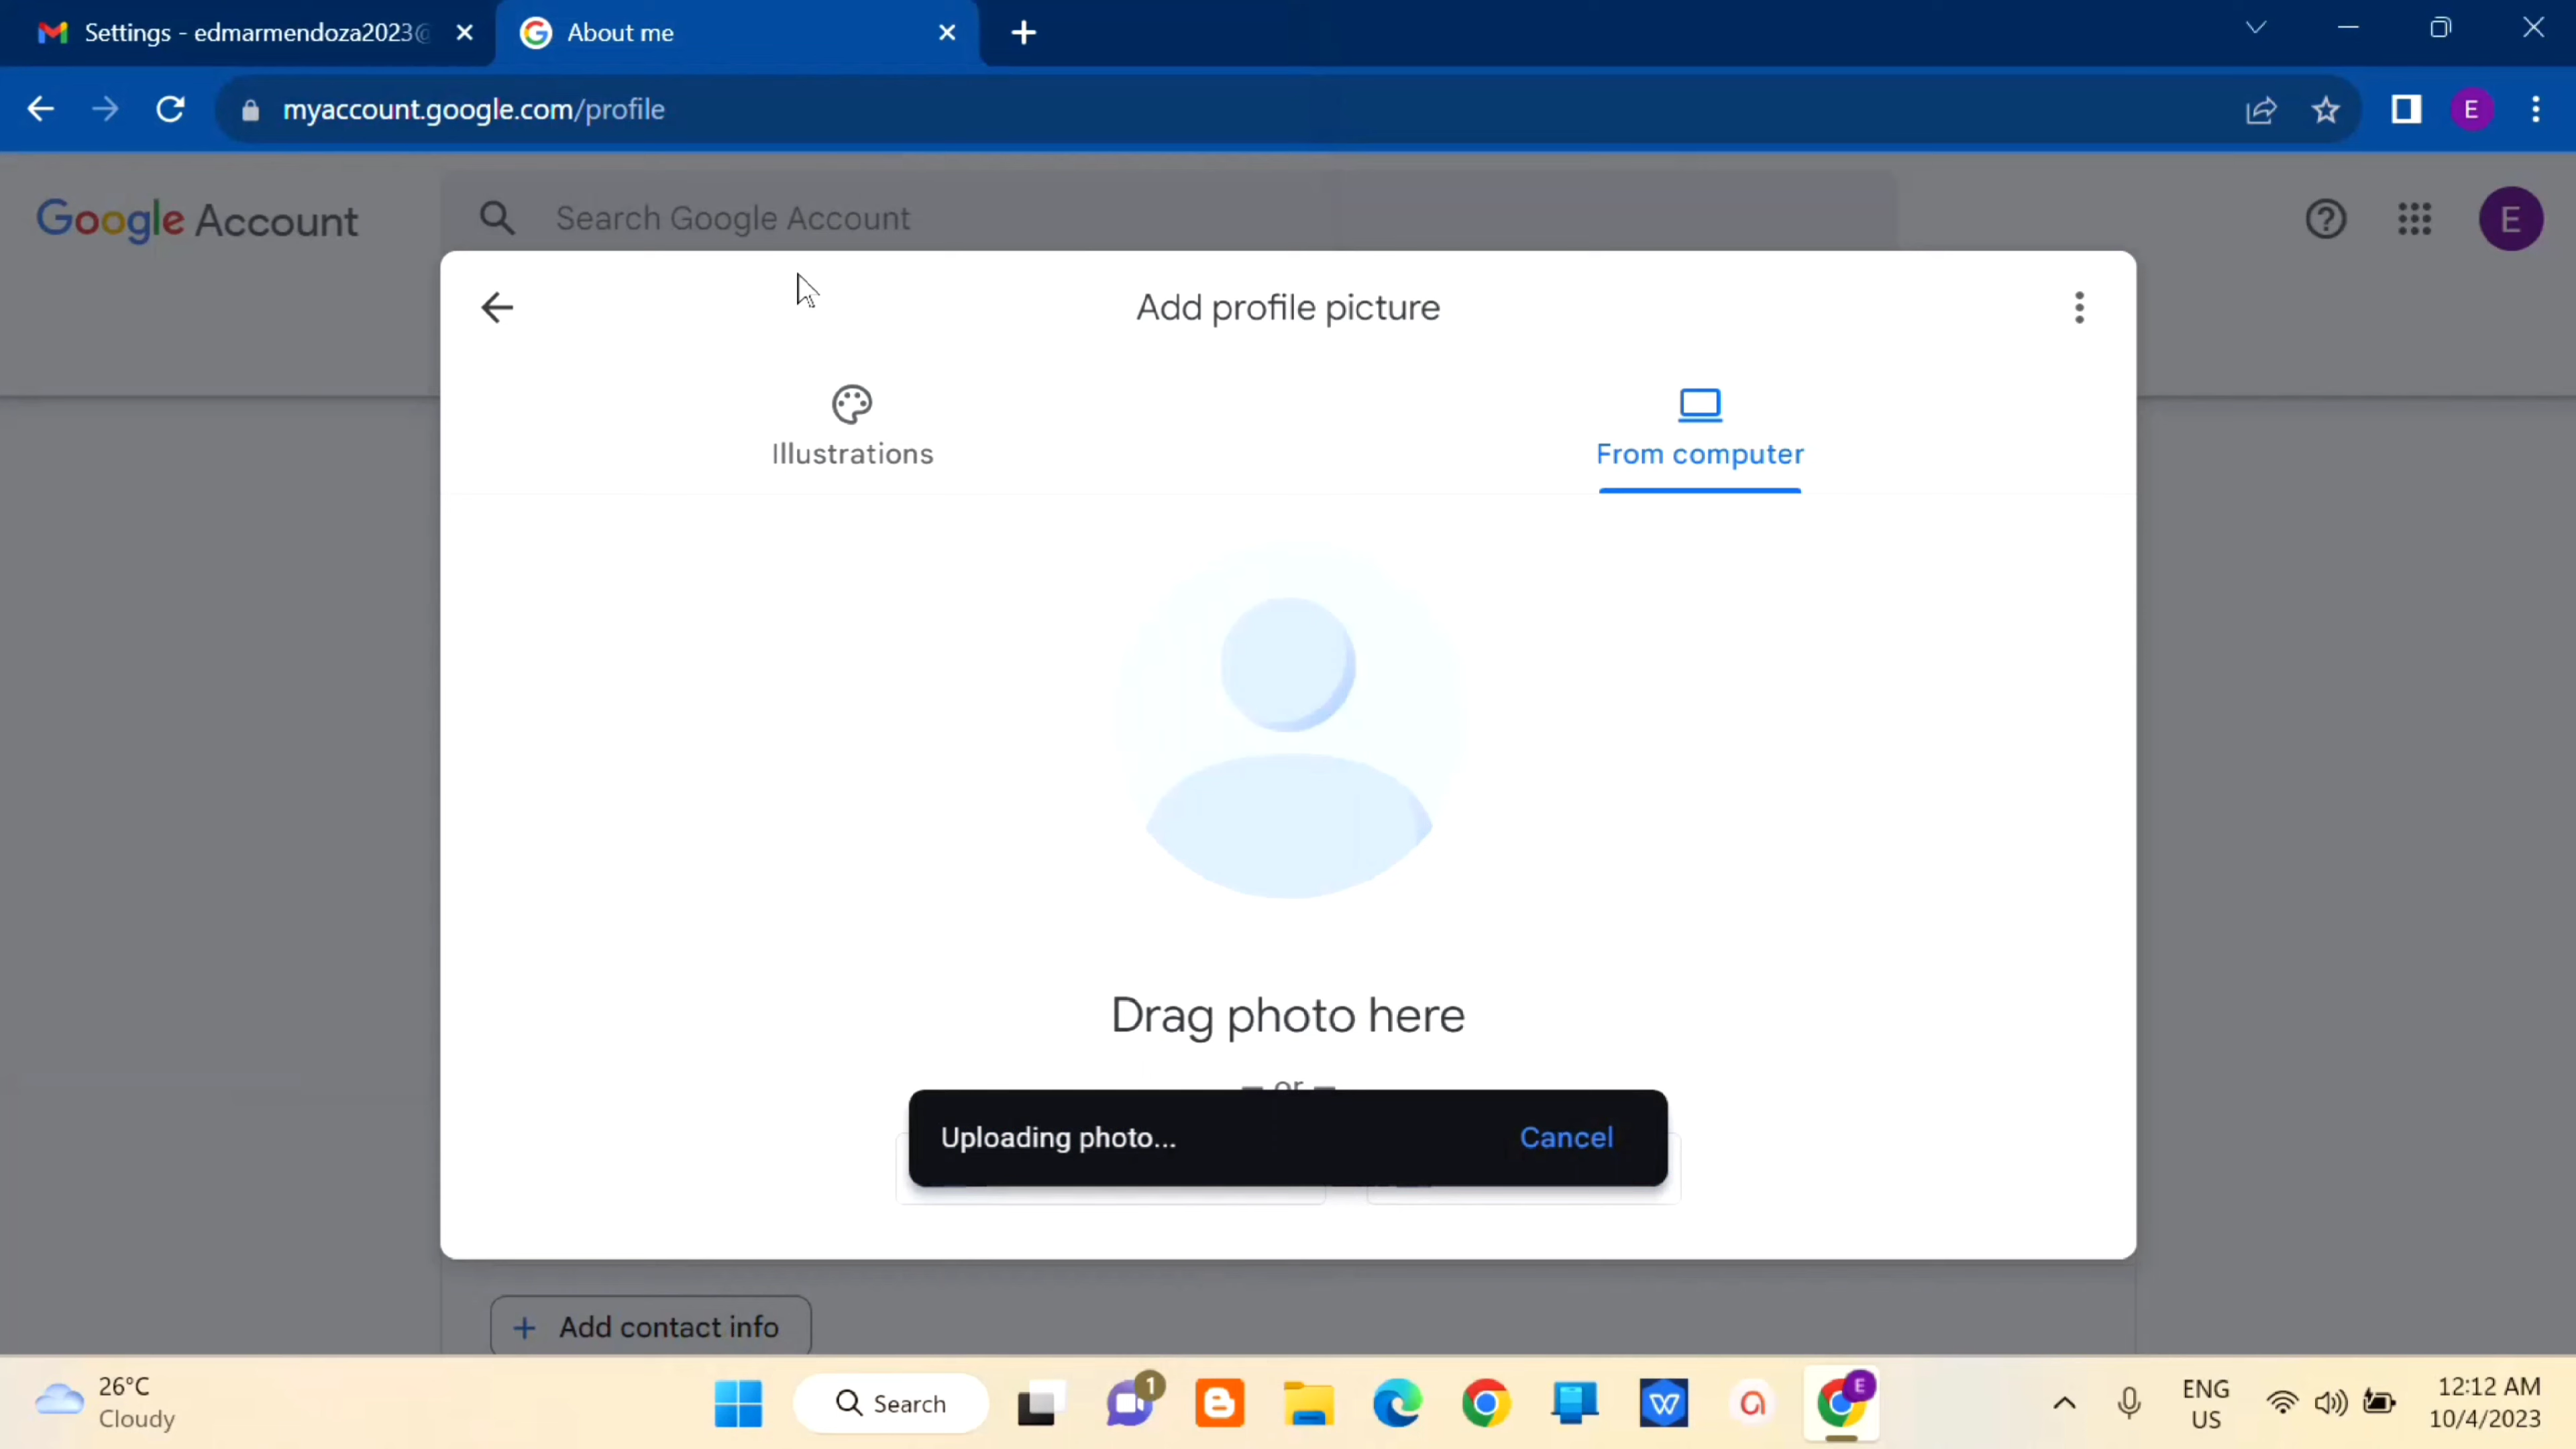 Settings - edmarmendoza2023@
About me
myaccount.google.com/profile
E
Google Account
Search Google Account
E
Add profile picture
Illustrations
From computer
Drag photo here
— or —
Uploading photo...
Cancel
+ Add contact info
26°C
Cloudy
Search
1
E
ENG
US
12:12 AM
10/4/2023